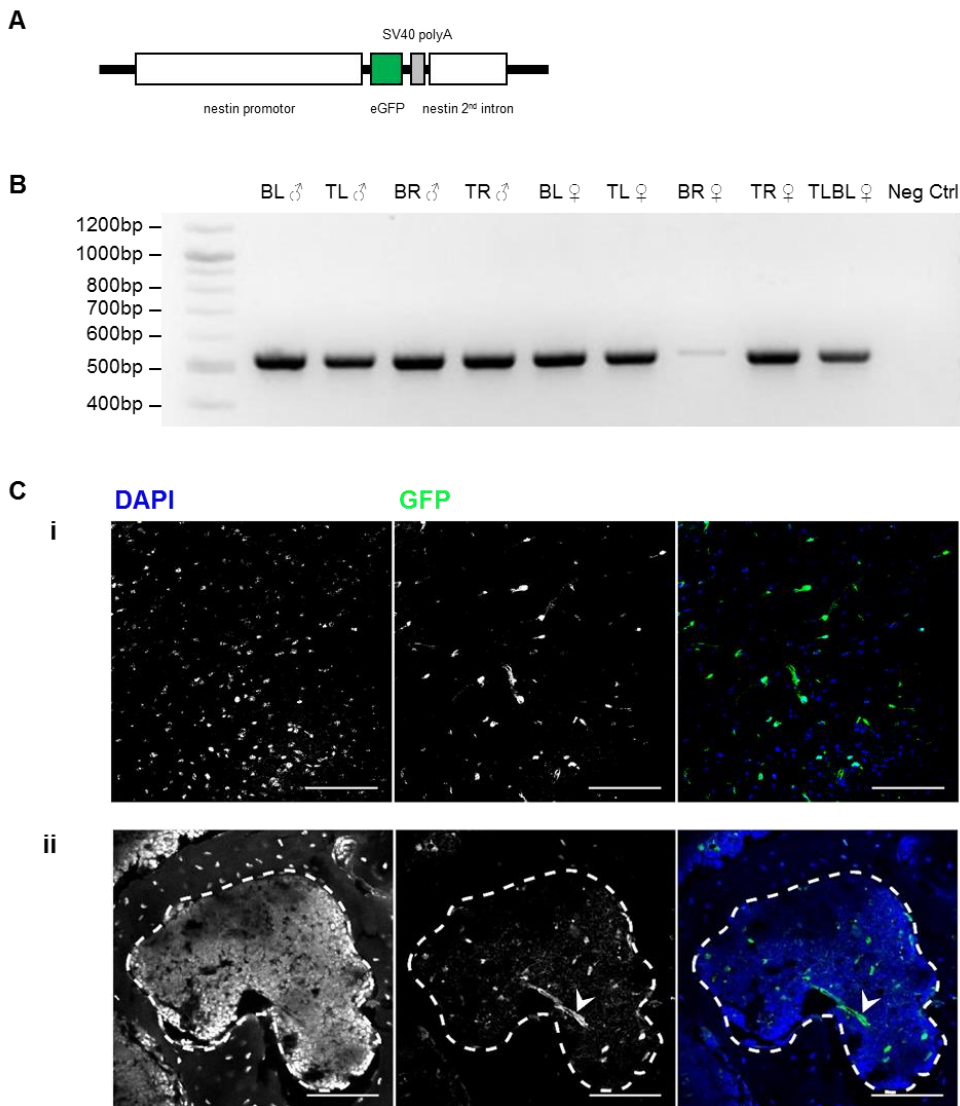 A
SV40 polyA
nestin promotor
eGFP
nestin 2nd intron
B
BL ♂ TL ♂ BR ♂ TR ♂ BL ♀ TL ♀ BR ♀ TR ♀ TLBL ♀ Neg Ctrl
1200bp
1000bp
800bp
700bp
600bp
500bp
400bp
C
DAPI
GFP
i
ii